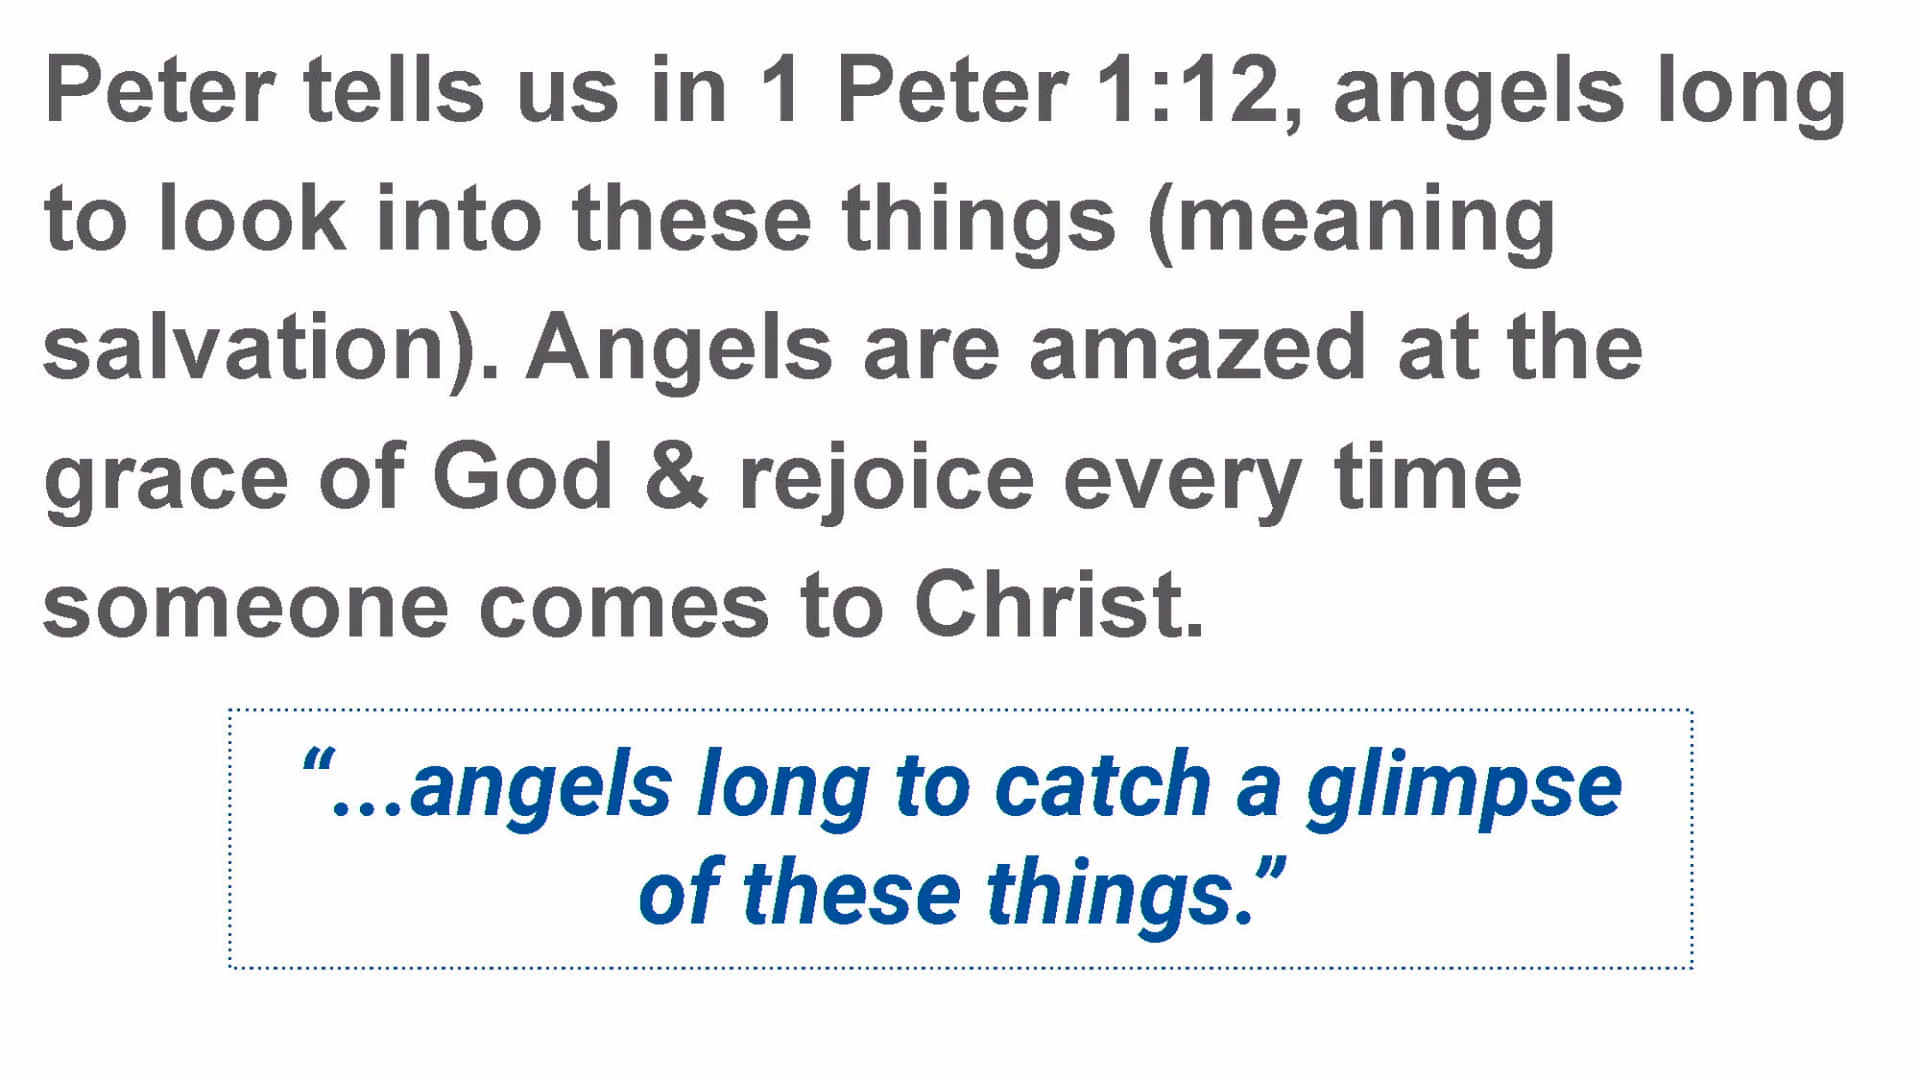 Peter tells us in 1 Peter 1:12, angels long
to look into these things (meaning
salvation). Angels are amazed at the
grace of God & rejoice every time
someone comes to Christ.
“...angels long to catch a glimpse
of these things.”